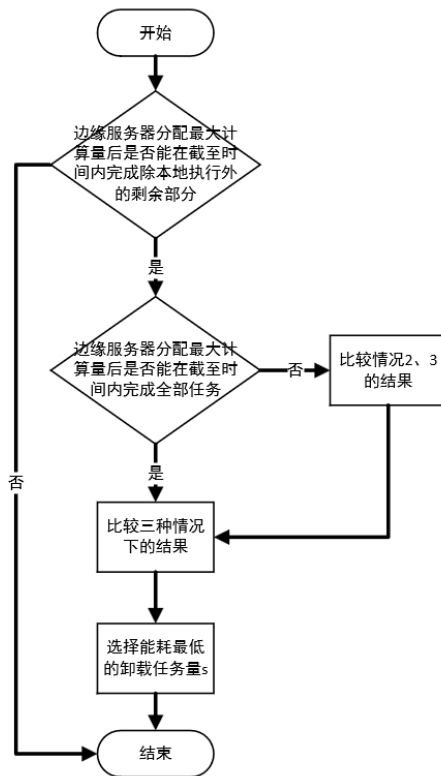 开始
边缘服务器分配最大计
算量后是否能在截至时
间内完成除本地执行外
的剩余部分
是
边缘服务器分配最大计
算量后是否能在截至时
间内完成全部任务
否
比较情况2、3
的结果
否
是
比较三种情况
下的结果
选择能耗最低
的卸载任务量s
结束